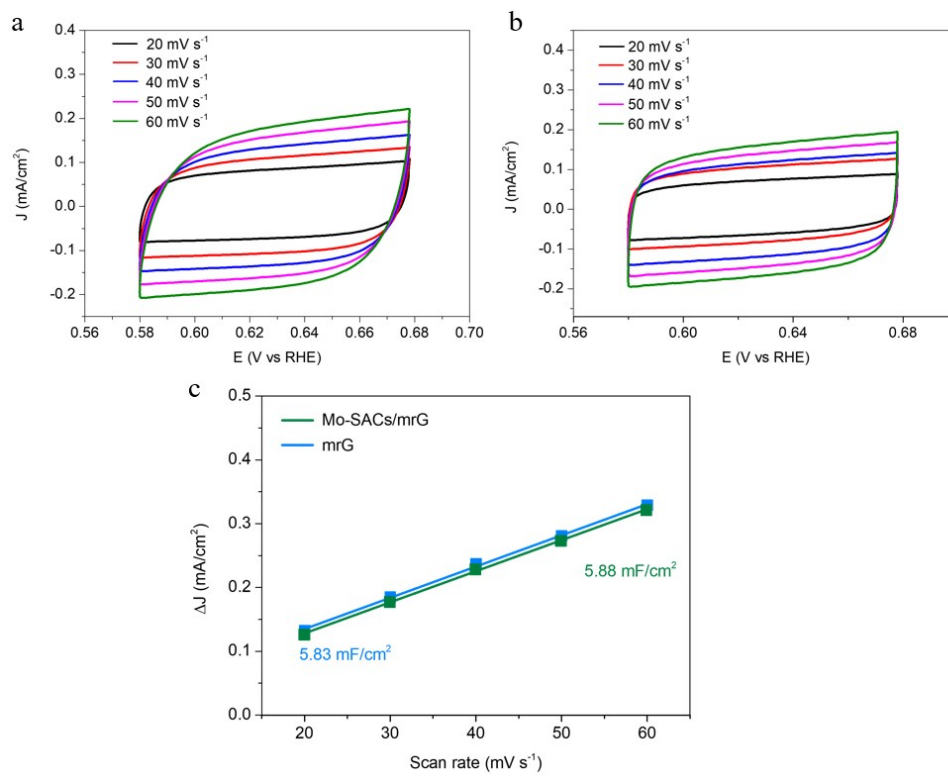 a
20 mV s⁻¹
30 mV s⁻¹
40 mV s⁻¹
50 mV s⁻¹
60 mV s⁻¹
J (mA/cm²)
0.4
0.3
0.2
0.1
0.0
-0.1
-0.2
0.56 0.58 0.60 0.62 0.64 0.66 0.68 0.70
E (V vs RHE)
b
20 mV s⁻¹
30 mV s⁻¹
40 mV s⁻¹
50 mV s⁻¹
60 mV s⁻¹
J (mA/cm²)
0.4
0.3
0.2
0.1
0.0
-0.1
-0.2
0.56 0.60 0.64 0.68
E (V vs RHE)
c
Mo-SACs/mrG
mrG
ΔJ (mA/cm²)
0.5
0.4
0.3
0.2
0.1
0.0
5.88 mF/cm²
5.83 mF/cm²
20 30 40 50 60
Scan rate (mV s⁻¹)